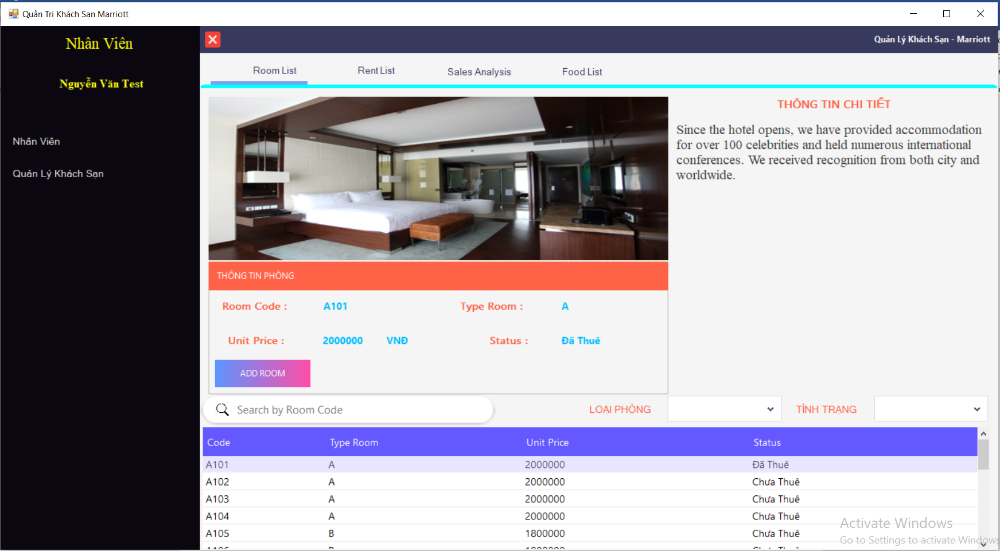 Quản Trị Khách Sạn Marriott
Nhân Viên
Nguyễn Văn Test
Nhân Viên
Quản Lý Khách Sạn
Quản Lý Khách Sạn - Marriott
Room List Rent List Sales Analysis Food List
THÔNG TIN CHI TIẾT
Since the hotel opens, we have provided accommodation
for over 100 celebrities and held numerous international
conferences. We received recognition from both city and
worldwide.
THÔNG TIN PHÒNG
Room Code : A101 Type Room : A
Unit Price : 2000000 VNĐ Status : Đã Thuê
ADD ROOM
Search by Room Code LOẠI PHÒNG TÌNH TRẠNG
Code Type Room Unit Price Status
A101 A 2000000 Đã Thuê
A102 A 2000000 Chưa Thuê
A103 A 2000000 Chưa Thuê
A104 A 2000000 Chưa Thuê
A105 B 1800000 Chưa Thuê
Activate Windows
Go to Settings to activate Windows